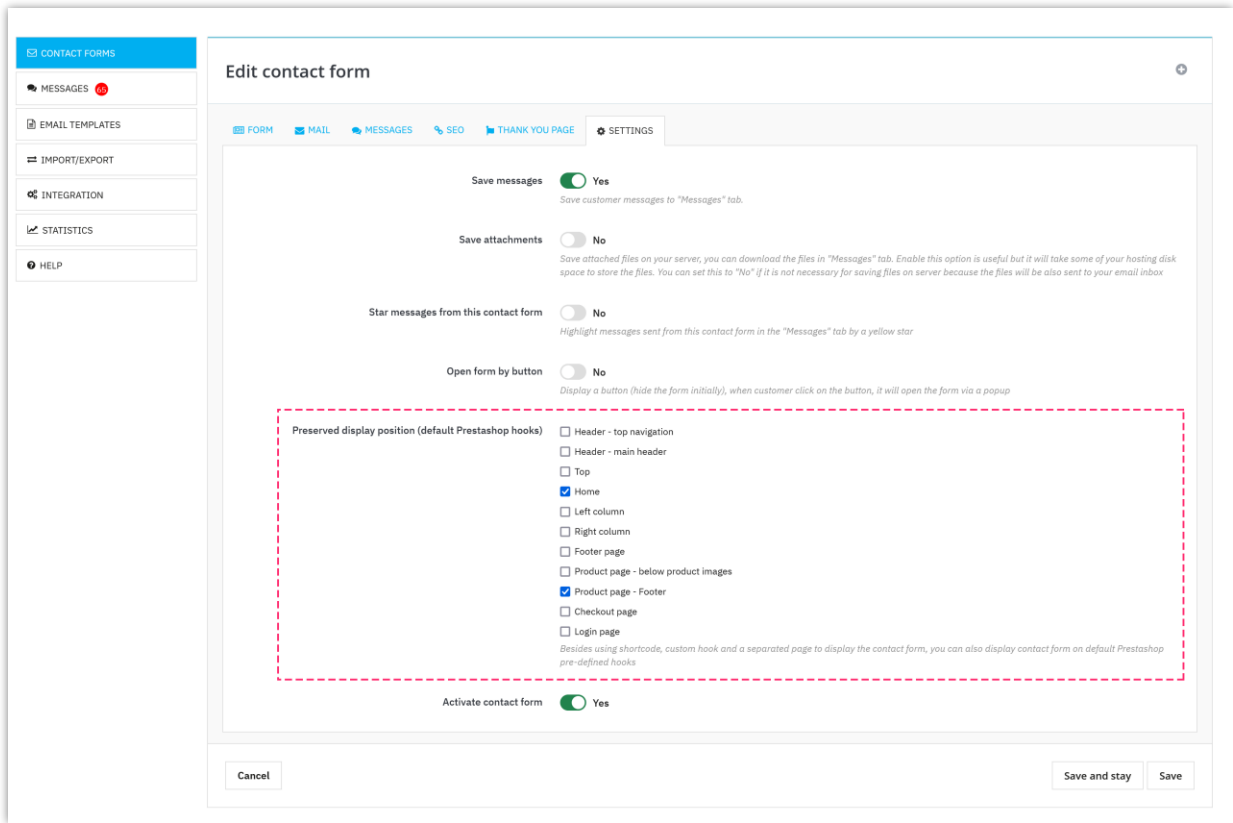 CONTACT FORMS
MESSAGES 65
EMAIL TEMPLATES
IMPORT/EXPORT
INTEGRATION
STATISTICS
HELP
Edit contact form
FORM MAIL MESSAGES SEO THANK YOU PAGE SETTINGS
Save messages Yes
Save customer messages to "Messages" tab.
Save attachments No
Save attached files on your server, you can download the files in "Messages" tab. Enable this option is useful but it will take some of your hosting disk
space to store the files. You can set this to "No" if it is not necessary for saving files on server because the files will be also sent to your email inbox
Star messages from this contact form No
Highlight messages sent from this contact form in the "Messages" tab by a yellow star
Open form by button No
Display a button (hide the form initially), when customer click on the button, it will open the form via a popup
Preserved display position (default Prestashop hooks) Header - top navigation
Header - main header
Top
Home
Left column
Right column
Footer page
Product page - below product images
Product page - Footer
Checkout page
Login page
Besides using shortcode, custom hook and a separated page to display the contact form, you can also display contact form on default Prestashop
pre-defined hooks
Activate contact form Yes
Cancel Save and stay Save